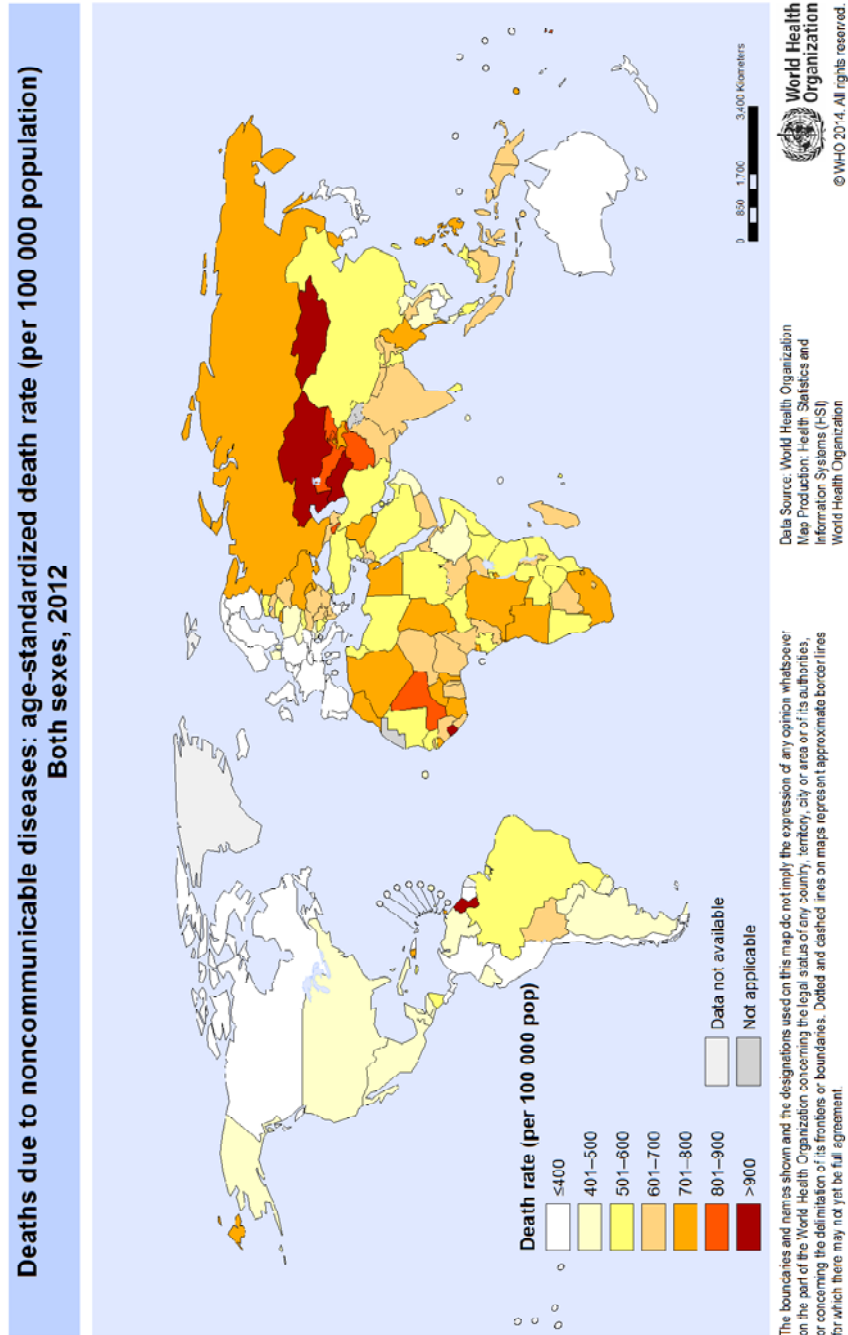 Deaths due to noncommunicable diseases: age-standardized death rate (per 100 000 population)
Both sexes, 2012
Death rate (per 100 000 pop)
≤400
401–500
501–600
601–700
701–800
801–900
>900
Data not available
Not applicable
0 850 1,700 3,400 Kilometers
The boundaries and names shown and the designations used on this map do not imply the expression of any opinion whatsoever
on the part of the World Health Organization concerning the legal status of any country, territory, city or area or of its authorities,
or concerning the delimitation of its frontiers or boundaries. Dotted and dashed lines on maps represent approximate border lines
for which there may not yet be full agreement.
Data Source: World Health Organization
Map Production: Health Statistics and
Information Systems (HSI)
World Health Organization
World Health
Organization
© WHO 2014. All rights reserved.